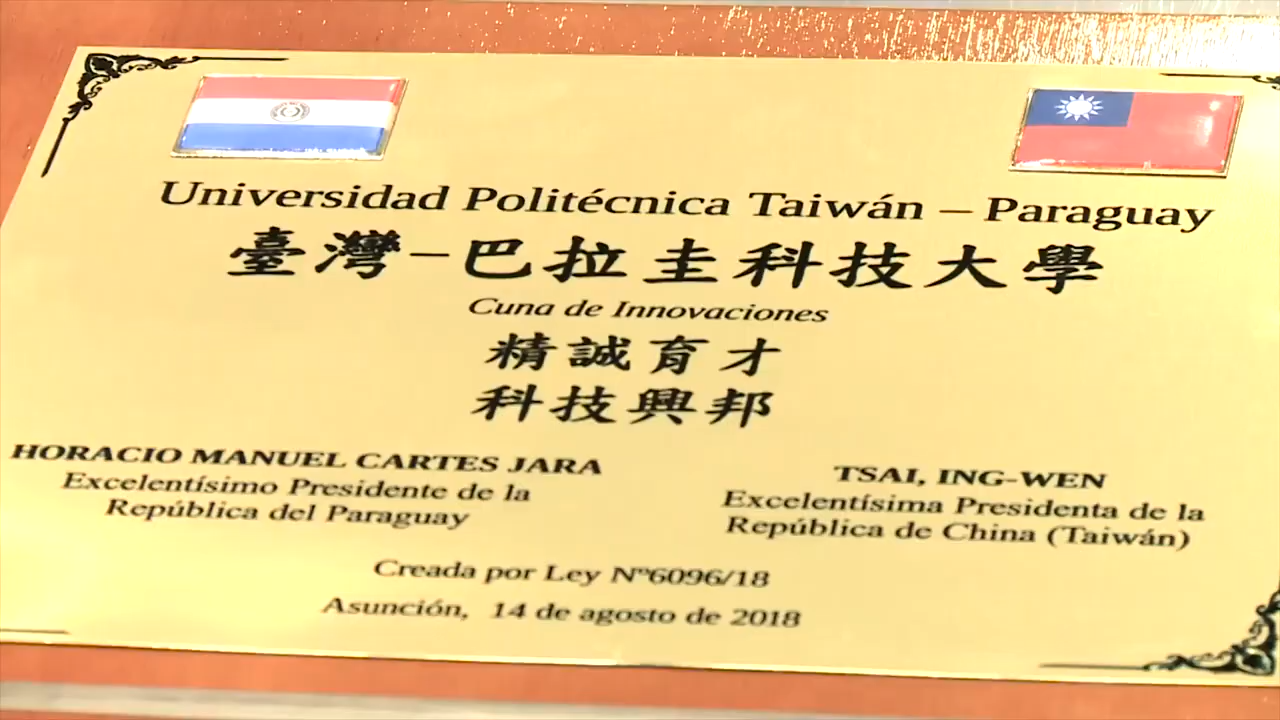 Universidad Politécnica Taiwán – Paraguay
臺灣–巴拉圭科技大學
Cuna de Innovaciones
精誠育才
科技興邦
HORACIO MANUEL CARTES JARA
Excelentísimo Presidente de la
República del Paraguay
TSAI, ING-WEN
Excelentísima Presidenta de la
República de China (Taiwán)
Creada por Ley Nº6096/18
Asunción, 14 de agosto de 2018